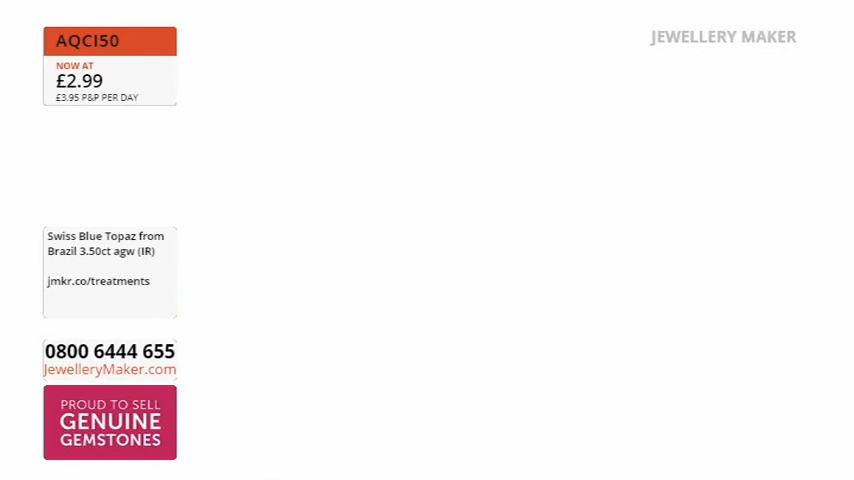 AQCI50
JEWELLERY MAKER
NOW AT
£2.99
£3.95 P&P PER DAY
Swiss Blue Topaz from
Brazil 3.50ct agw (IR)
jmkr.co/treatments
0800 6444 655
JewelleryMaker.com
PROUD TO SELL
GENUINE
GEMSTONES